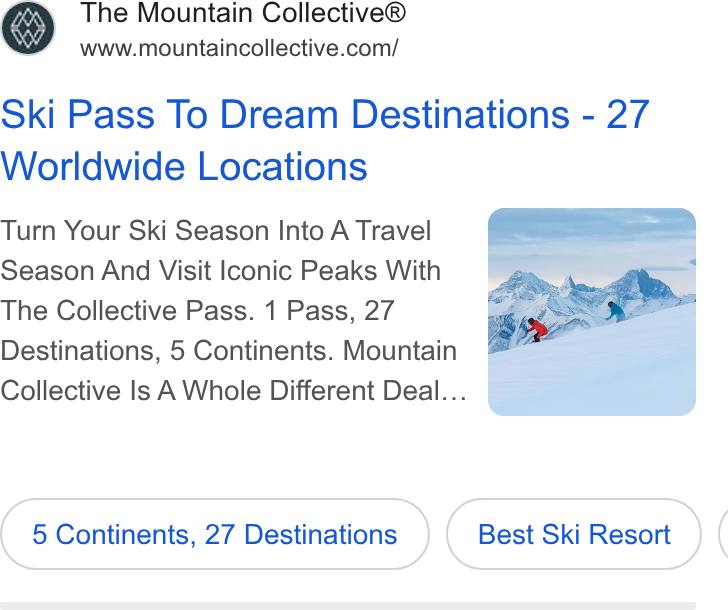 The Mountain Collective®
www.mountaincollective.com/
Ski Pass To Dream Destinations - 27
Worldwide Locations
Turn Your Ski Season Into A Travel
Season And Visit Iconic Peaks With
The Collective Pass. 1 Pass, 27
Destinations, 5 Continents. Mountain
Collective Is A Whole Different Deal…
5 Continents, 27 Destinations
Best Ski Resort